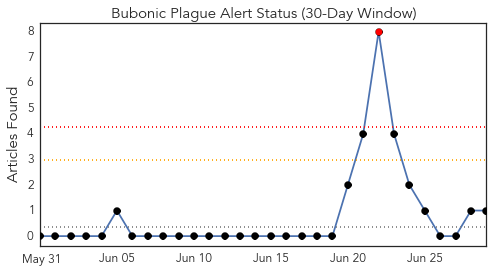 Bubonic Plague Alert Status (30-Day Window)
Articles Found
8
7
6
5
4
3
2
1
0
May 31
Jun 05
Jun 10
Jun 15
Jun 20
Jun 25